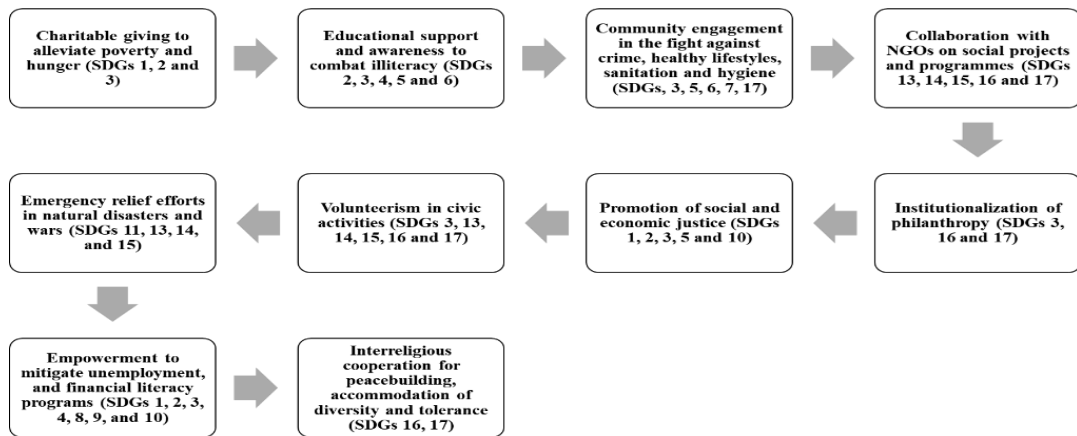 Charitable giving to
alleviate poverty and
hunger (SDGs 1, 2 and
3)
Educational support
and awareness to
combat illiteracy (SDGs
2, 3, 4, 5 and 6)
Community engagement
in the fight against
crime, healthy lifestyles,
sanitation and hygiene
(SDGs, 3, 5, 6, 7, 17)
Collaboration with
NGOs on social projects
and programmes (SDGs
13, 14, 15, 16 and 17)
Institutionalization of
philanthropy (SDGs 3,
16 and 17)
Promotion of social and
economic justice (SDGs
1, 2, 3, 5 and 10)
Volunteerism in civic
activities (SDGs 3, 13,
14, 15, 16 and 17)
Emergency relief efforts
in natural disasters and
wars (SDGs 11, 13, 14,
and 15)
Empowerment to
mitigate unemployment,
and financial literacy
programs (SDGs 1, 2, 3,
4, 8, 9, and 10)
Interreligious
cooperation for
peacebuilding,
accommodation of
diversity and tolerance
(SDGs 16, 17)